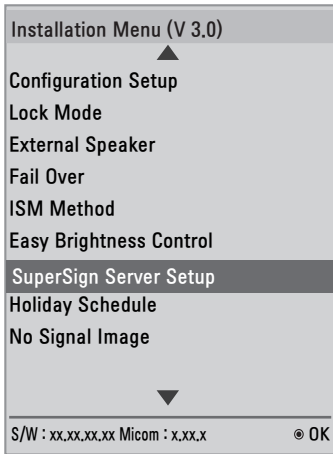 Installation Menu (V 3.0)
Configuration Setup
Lock Mode
External Speaker
Fail Over
ISM Method
Easy Brightness Control
SuperSign Server Setup
Holiday Schedule
No Signal Image
S/W : xx.xx.xx.xx Micom : x.xx.x ◉ OK